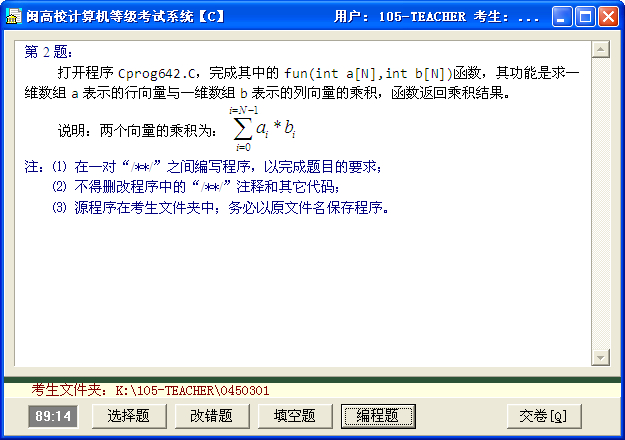 闽高校计算机等级考试系统【C】 用户: 105-TEACHER 考生: ...
第 2 题:
打开程序 Cprog642.C，完成其中的 fun(int a[N],int b[N])函数，其功能是求一
维数组 a 表示的行向量与一维数组 b 表示的列向量的乘积，函数返回乘积结果。
i=N-1
说明：两个向量的乘积为： ∑ai * bi
i=0
注：⑴ 在一对“/**/”之间编写程序，以完成题目的要求；
⑵ 不得删改程序中的“/**/”注释和其它代码；
⑶ 源程序在考生文件夹中；务必以原文件名保存程序。
考生文件夹: K:\105-TEACHER\0450301
89:14 选择题 改错题 填空题 编程题 交卷[Q]